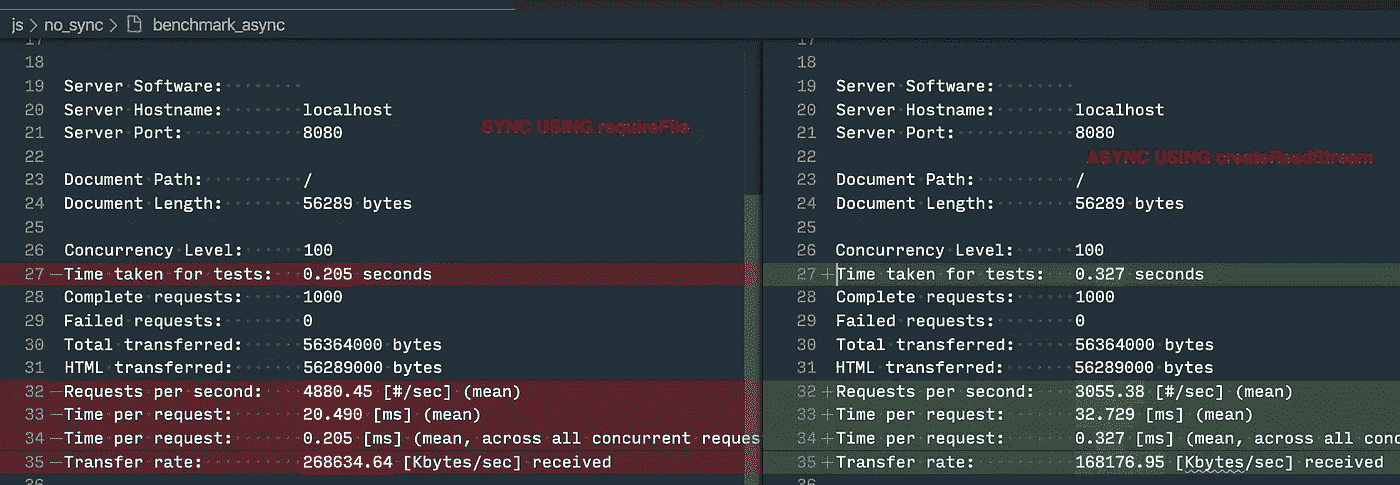 js > no_sync > benchmark_async
17
18
19 Server Software:
20 Server Hostname: localhost
21 Server Port: 8080
SYNC USING requireFile
22
23 Document Path: /
24 Document Length: 56289 bytes
25
26 Concurrency Level: 100
27 —Time taken for tests: 0.205 seconds
28 Complete requests: 1000
29 Failed requests: 0
30 Total transferred: 56364000 bytes
31 HTML transferred: 56289000 bytes
32 —Requests per second: 4880.45 [#/sec] (mean)
33 —Time per request: 20.490 [ms] (mean)
34 —Time per request: 0.205 [ms] (mean, across all concurrent reques
35 —Transfer rate: 268634.64 [Kbytes/sec] received
36
17
18
19 Server Software:
20 Server Hostname: localhost
21 Server Port: 8080
22
ASYNC USING createReadStream
23 Document Path: /
24 Document Length: 56289 bytes
25
26 Concurrency Level: 100
27 +Time taken for tests: 0.327 seconds
28 Complete requests: 1000
29 Failed requests: 0
30 Total transferred: 56364000 bytes
31 HTML transferred: 56289000 bytes
32 +Requests per second: 3055.38 [#/sec] (mean)
33 +Time per request: 32.729 [ms] (mean)
34 +Time per request: 0.327 [ms] (mean, across all conc
35 +Transfer rate: 168176.95 [Kbytes/sec] received
36